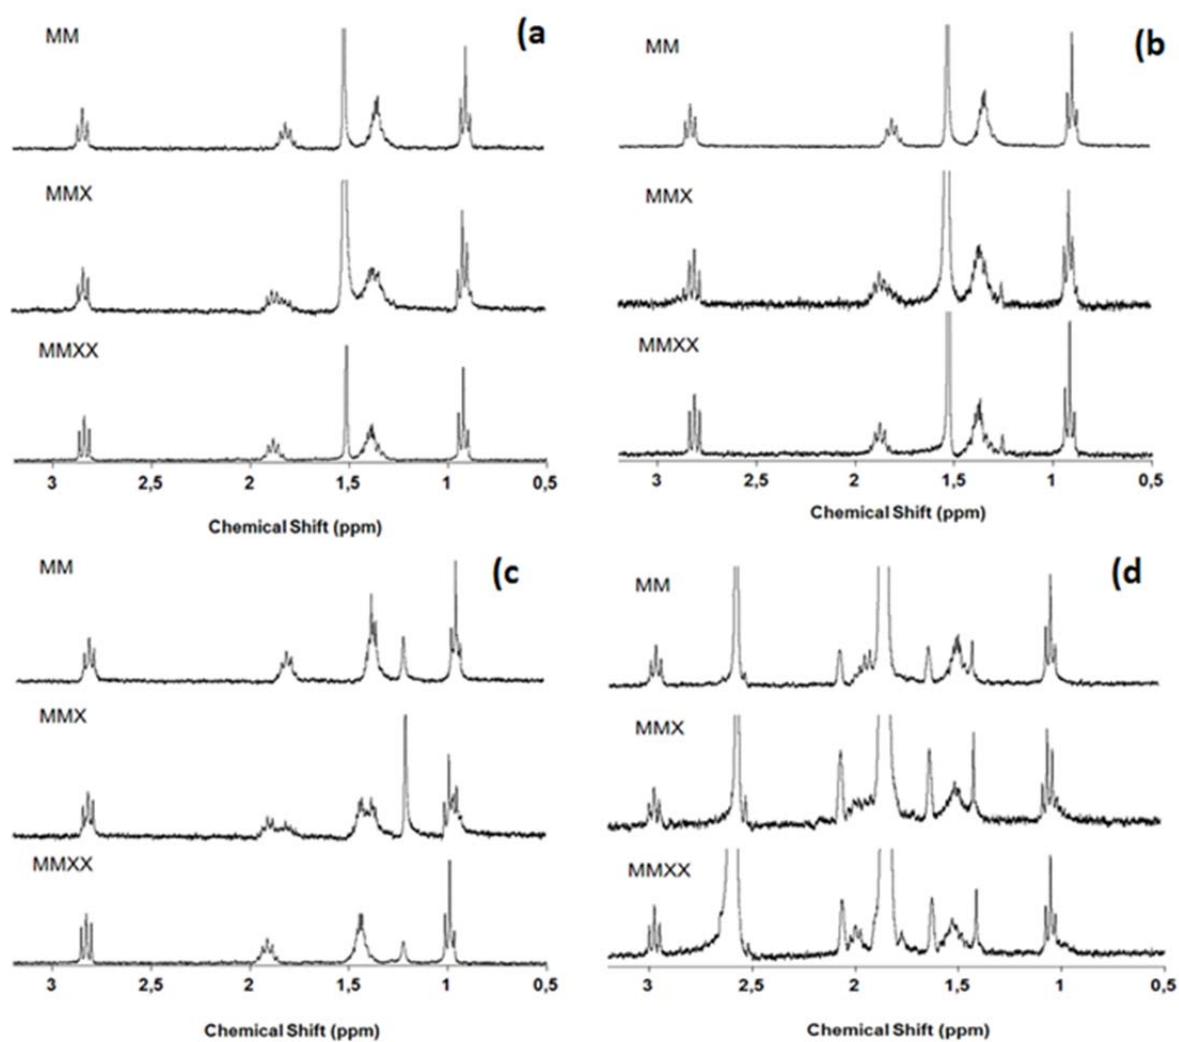 MM
(a
MMX
MMXX
3 2,5 2 1,5 1 0,5
Chemical Shift (ppm)
MM
(b
MMX
MMXX
3 2,5 2 1,5 1 0,5
Chemical Shift (ppm)
MM
(c
MMX
MMXX
3 2,5 2 1,5 1 0,5
Chemical Shift (ppm)
MM
(d
MMX
MMXX
3 2,5 2 1,5 1 0,5
Chemical Shift (ppm)